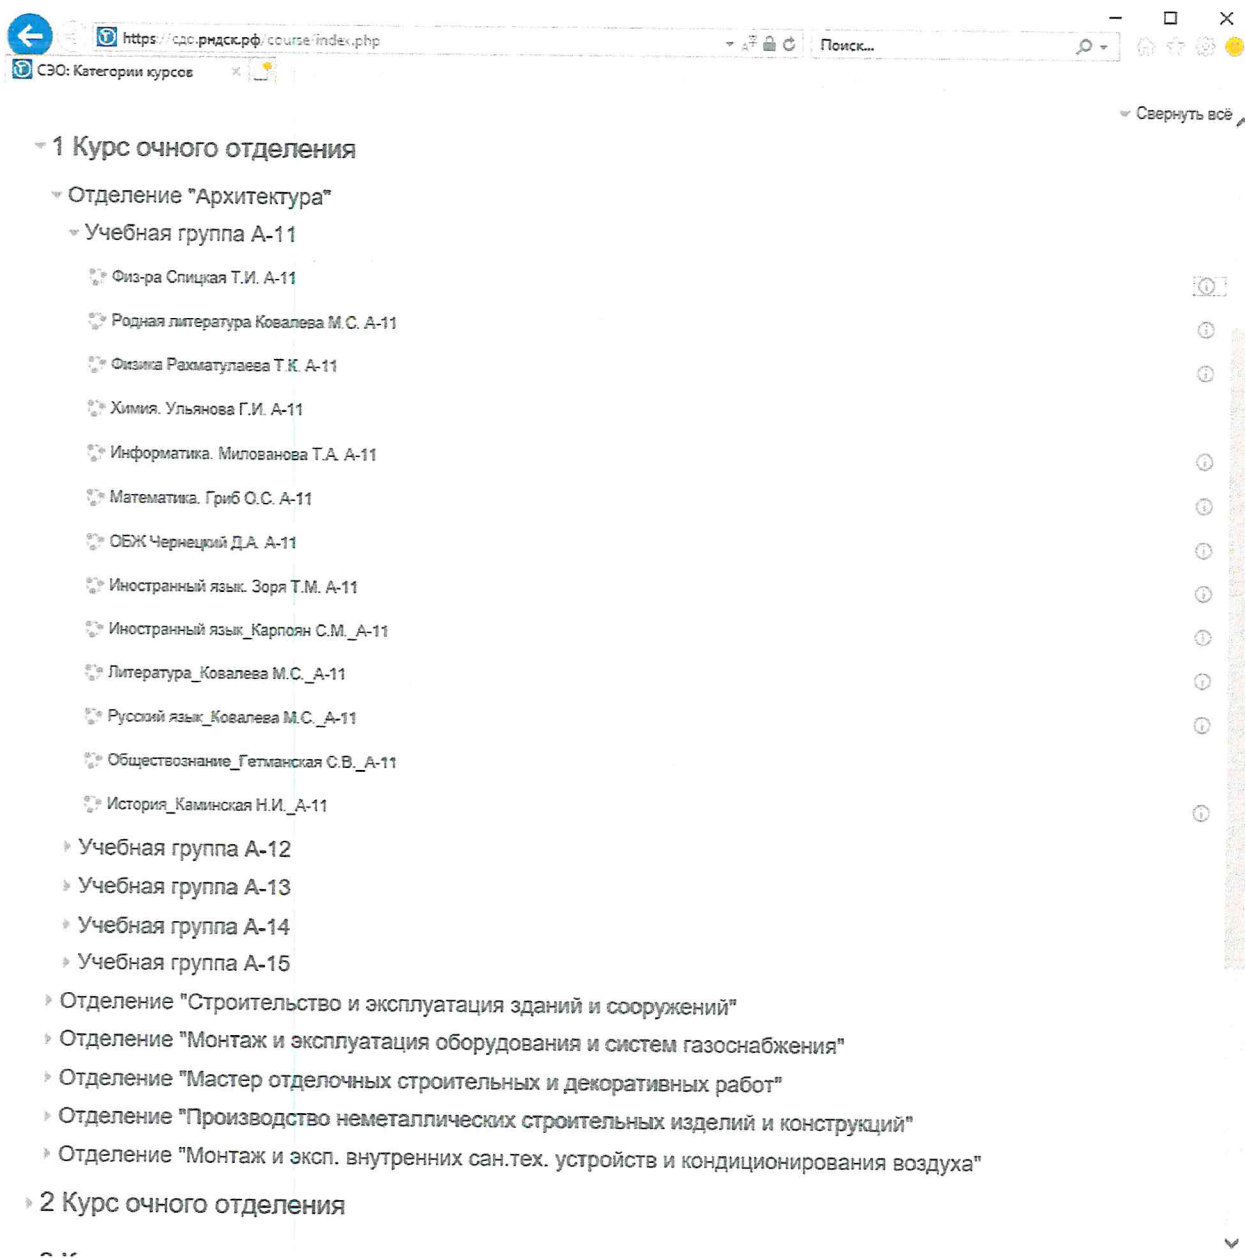 https://сдо.рндск.рф/course/index.php
Поиск...
СЭО: Категории курсов
Свернуть всё
1 Курс очного отделения
Отделение "Архитектура"
Учебная группа А-11
Физ-ра Спицкая Т.И. А-11
Родная литература Ковалева М.С. А-11
Физика Рахматулаева Т.К. А-11
Химия. Ульянова Г.И. А-11
Информатика. Милованова Т.А. А-11
Математика. Гриб О.С. А-11
ОБЖ Чернецкий Д.А. А-11
Иностранный язык. Зоря Т.М. А-11
Иностранный язык_Карпоян С.М._А-11
Литература_Ковалева М.С._А-11
Русский язык_Ковалева М.С._А-11
Обществознание_Гетманская С.В._А-11
История_Каминская Н.И._А-11
Учебная группа А-12
Учебная группа А-13
Учебная группа А-14
Учебная группа А-15
Отделение "Строительство и эксплуатация зданий и сооружений"
Отделение "Монтаж и эксплуатация оборудования и систем газоснабжения"
Отделение "Мастер отделочных строительных и декоративных работ"
Отделение "Производство неметаллических строительных изделий и конструкций"
Отделение "Монтаж и эксп. внутренних сан.тех. устройств и кондиционирования воздуха"
2 Курс очного отделения